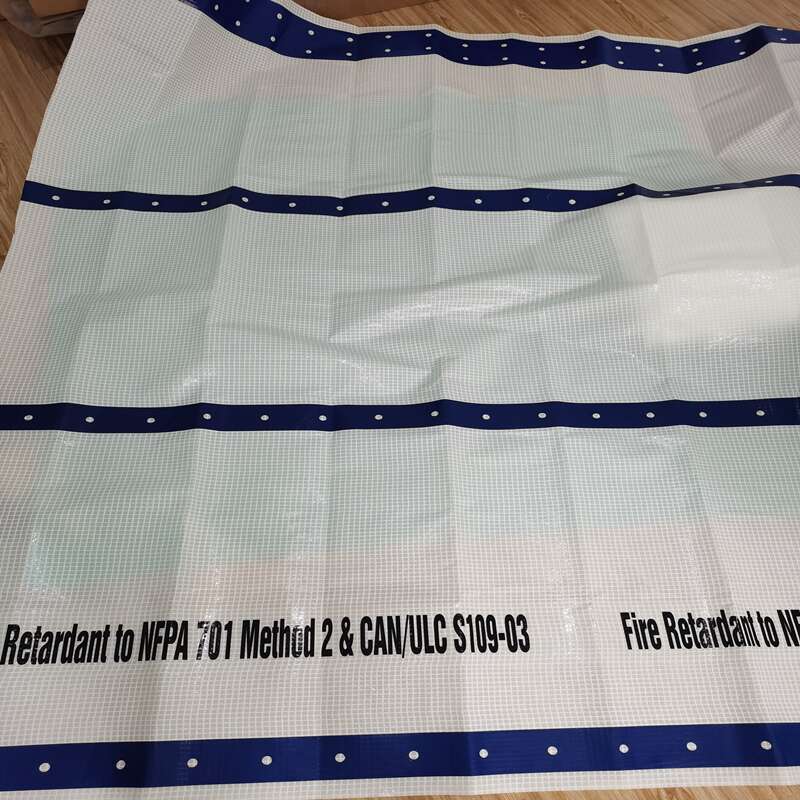 Retardant to NFPA 701 Method 2 & CAN/ULC S109-03 Fire Retardant to NF